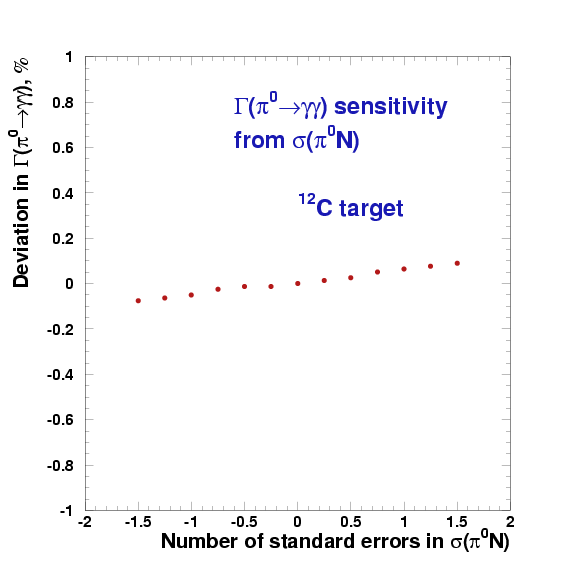 Deviation in Γ(π⁰→γγ), %
1
0.8
0.6
0.4
0.2
0
-0.2
-0.4
-0.6
-0.8
-1
Γ(π⁰→γγ) sensitivity
from σ(π⁰N)
¹²C target
-2 -1.5 -1 -0.5 0 0.5 1 1.5 2
Number of standard errors in σ(π⁰N)